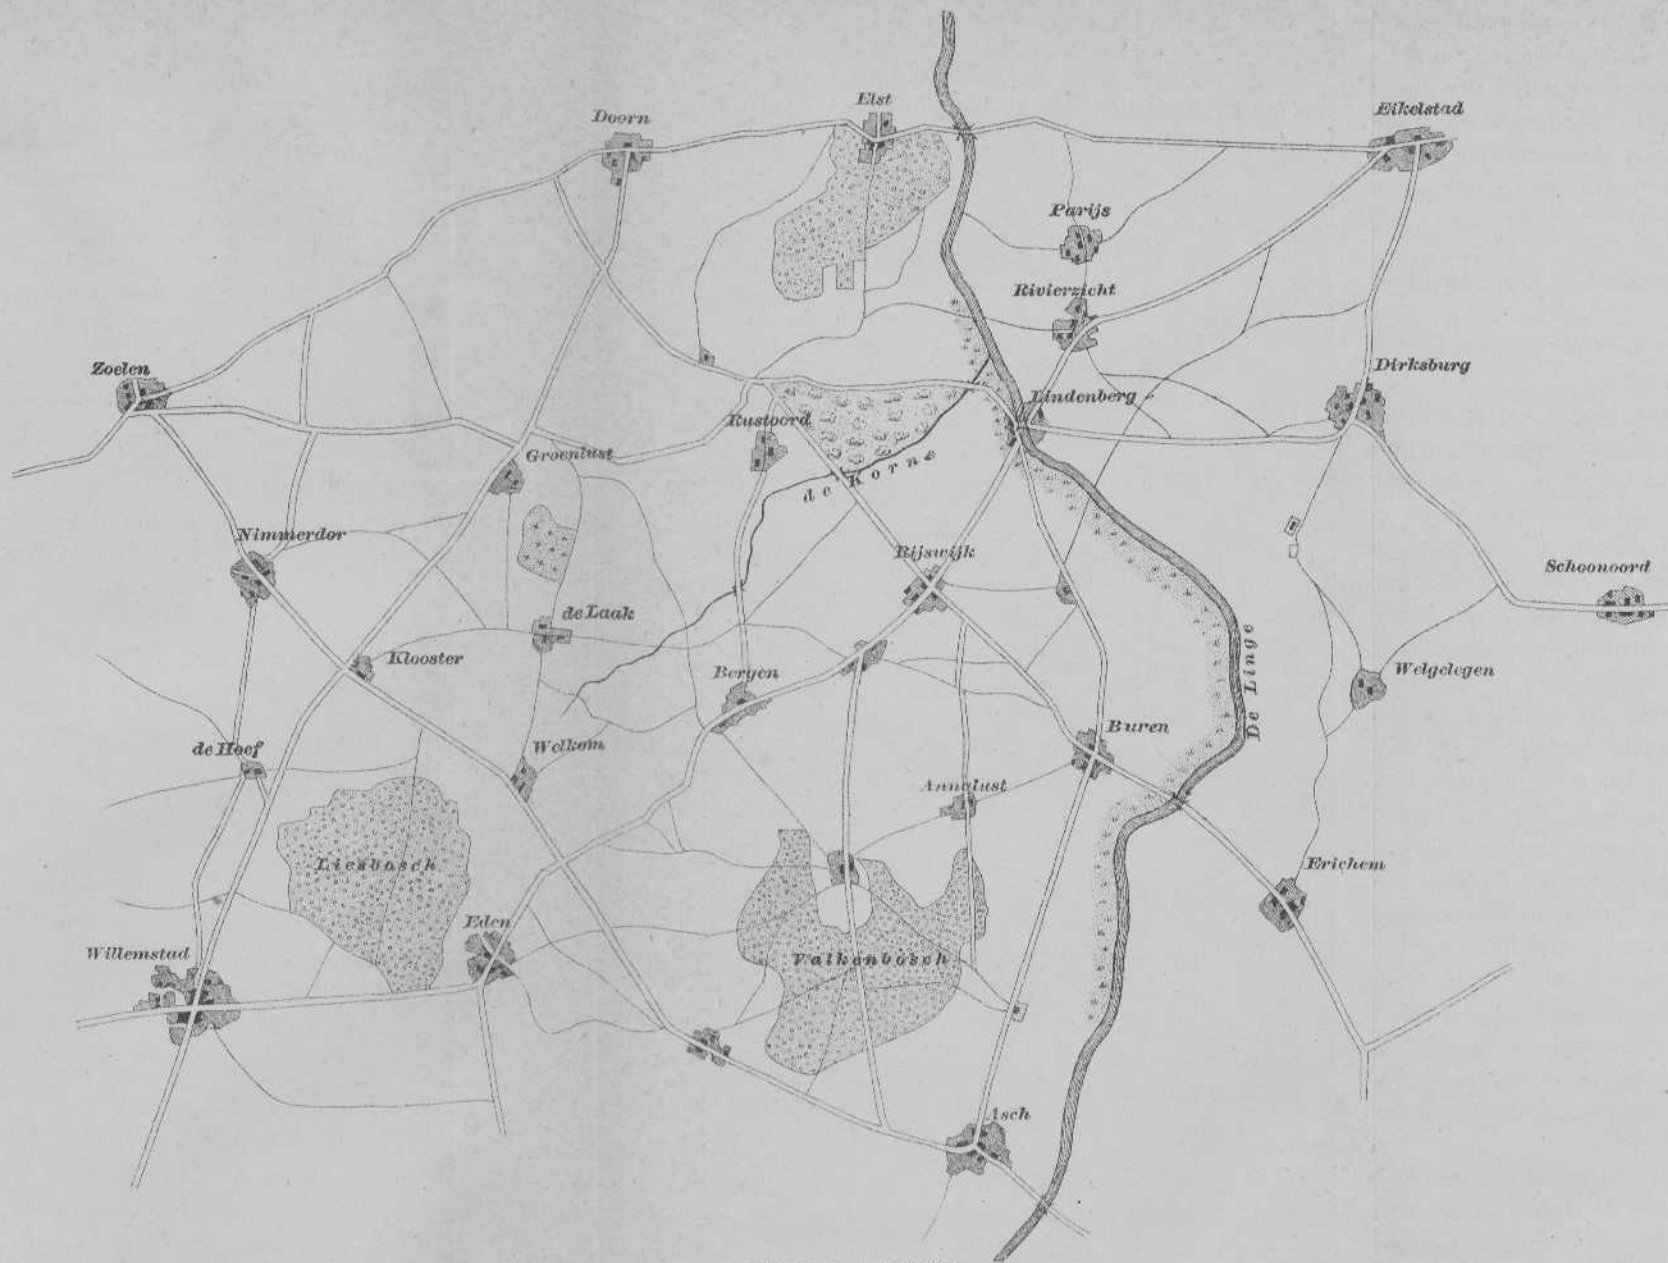 Elst
Eikelstad
Doorn
Parijs
Rivierzicht
Zoelen
Dirksburg
Lindenberg
Rustoord
Groenlust
de Korne
Nimmerdor
Rijswijk
Schoonoord
de Laak
Klooster
Bergen
Welgelegen
De Linge
Buren
de Hoef
Welkom
Annalust
Liesbosch
Erichem
Eden
Willemstad
Valkenbosch
Asch